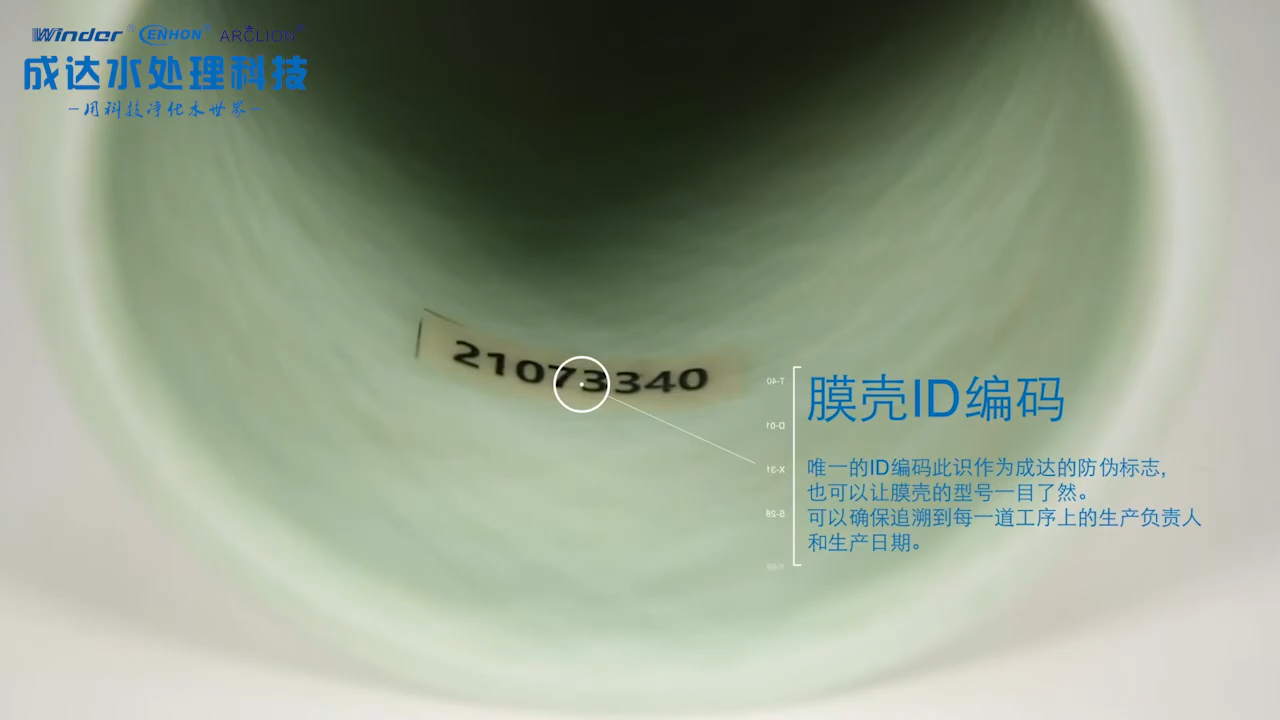 Winder® CENHON® ARCLION®
成达水处理科技
-用科技净化水世界-
21073340
T-40
D-01
X-31
S-28
膜壳ID编码
唯一的ID编码此识作为成达的防伪标志,
也可以让膜壳的型号一目了然。
可以确保追溯到每一道工序上的生产负责人
和生产日期。